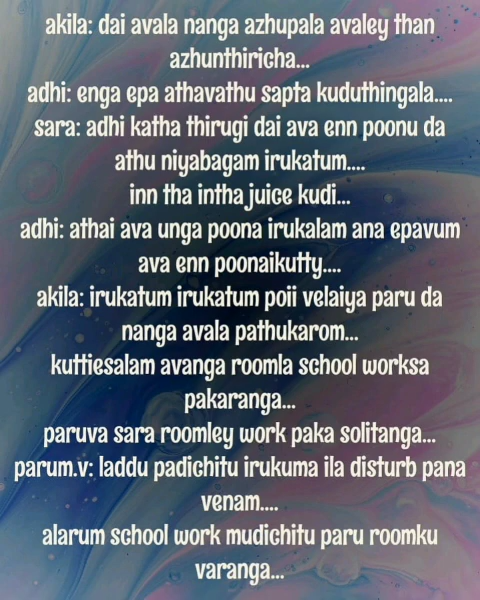 akila: dai avala nanga azhupala avaley than
azhunthiricha...
adhi: enga epa athavathu sapta kuduthingala....
sara: adhi katha thirugi dai ava enn poonu da
athu niyabagam irukatum....
inn tha intha juice kudi...
adhi: athai ava unga poona irukalam ana epavum
ava enn poonaikutty....
akila: irukatum irukatum poii velaiya paru da
nanga avala pathukarom...
kuttiesalam avanga roomla school worksa
pakaranga...
paruva sara roomley work paka solitanga...
parum.v: laddu padichitu irukuma ila disturb pana
venam....
alarum school work mudichitu paru roomku
varanga...